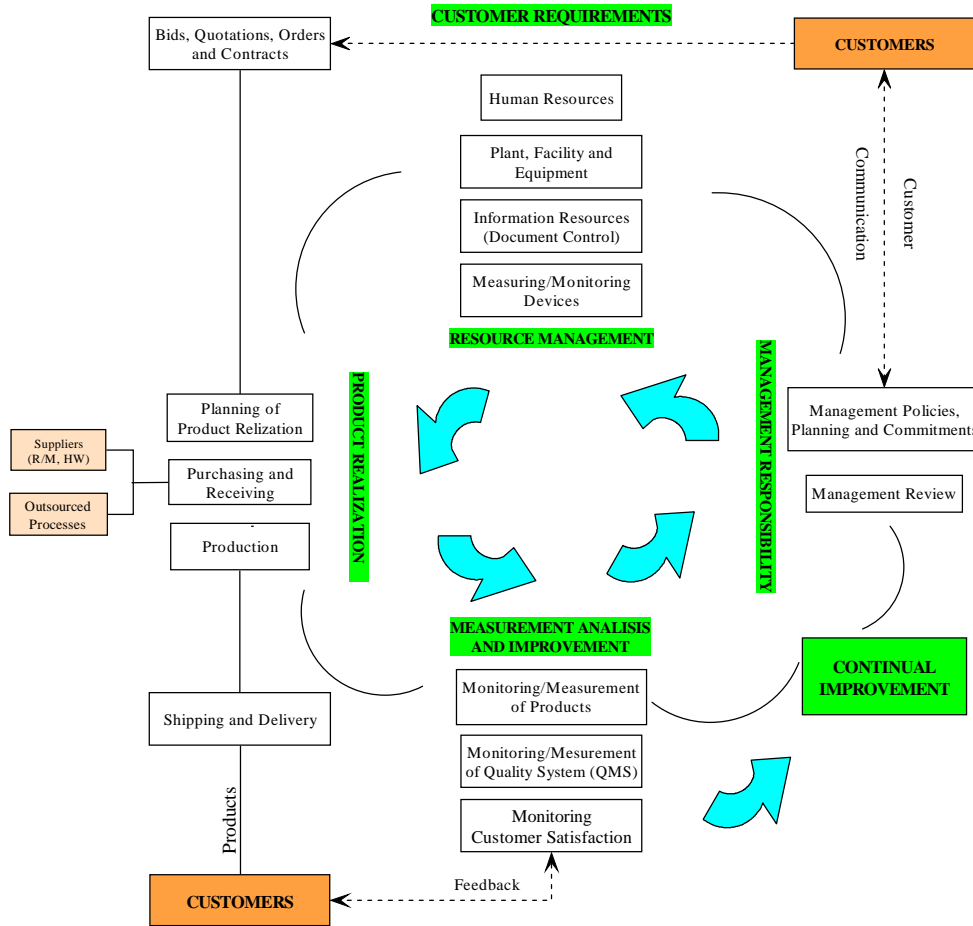 CUSTOMER REQUIREMENTS
Bids, Quotations, Orders
and Contracts
CUSTOMERS
Human Resources
Plant, Facility and
Equipment
Information Resources
(Document Control)
Measuring/Monitoring
Devices
Customer
Communication
RESOURCE MANAGEMENT
PRODUCT REALIZATION
MANAGEMENT RESPONSIBILITY
Planning of
Product Relization
Management Policies,
Planning and Commitments
Suppliers
(R/M, HW)
Purchasing and
Receiving
Management Review
Outsourced
Processes
Production
MEASUREMENT ANALISIS
AND IMPROVEMENT
CONTINUAL
IMPROVEMENT
Monitoring/Measurement
of Products
Shipping and Delivery
Monitoring/Mesurement
of Quality System (QMS)
Monitoring
Customer Satisfaction
Products
Feedback
CUSTOMERS